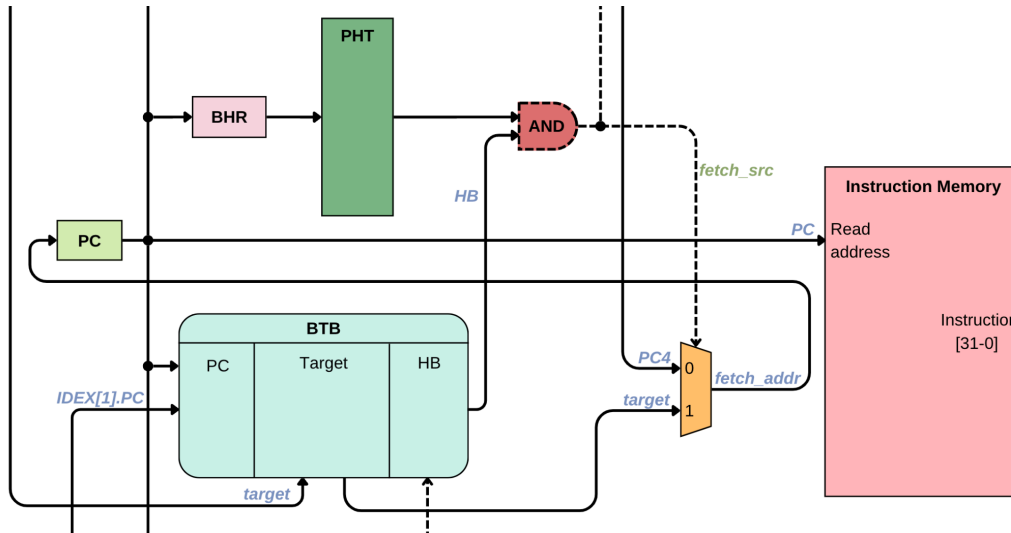 PHT
BHR
AND
fetch_src
HB
Instruction Memory
PC
PC
Read
address
BTB
PC
Target
HB
Instruction
[31-0]
PC4
0
fetch_addr
IDEX[1].PC
target
1
target